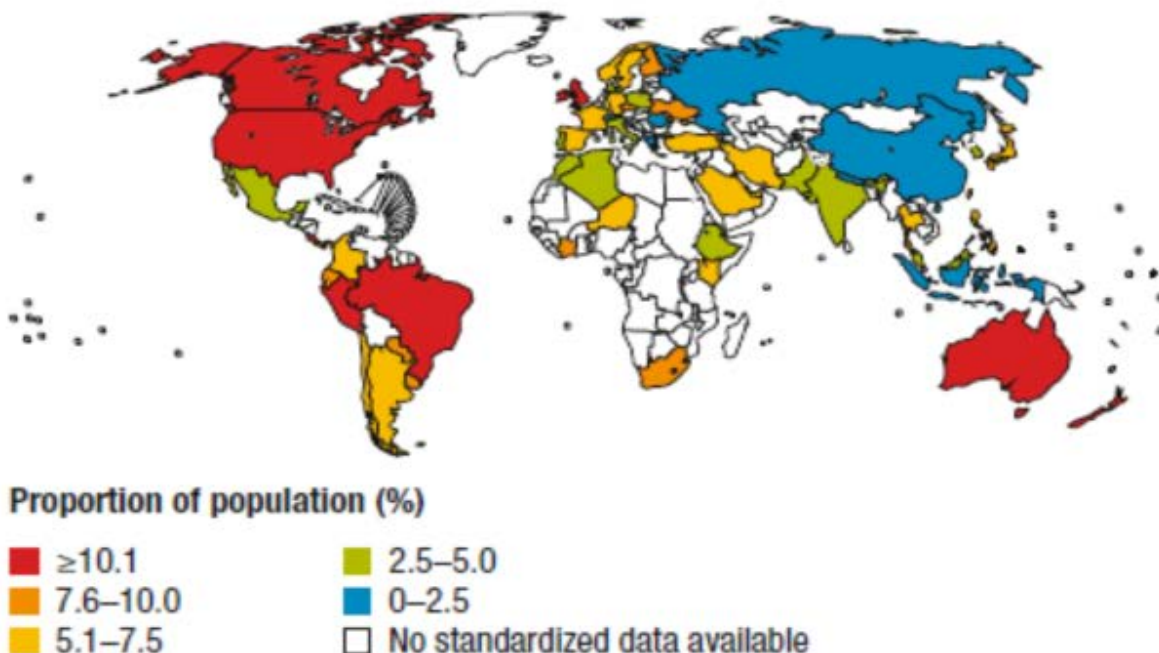 Proportion of population (%)
≥10.1
7.6–10.0
5.1–7.5
2.5–5.0
0–2.5
No standardized data available